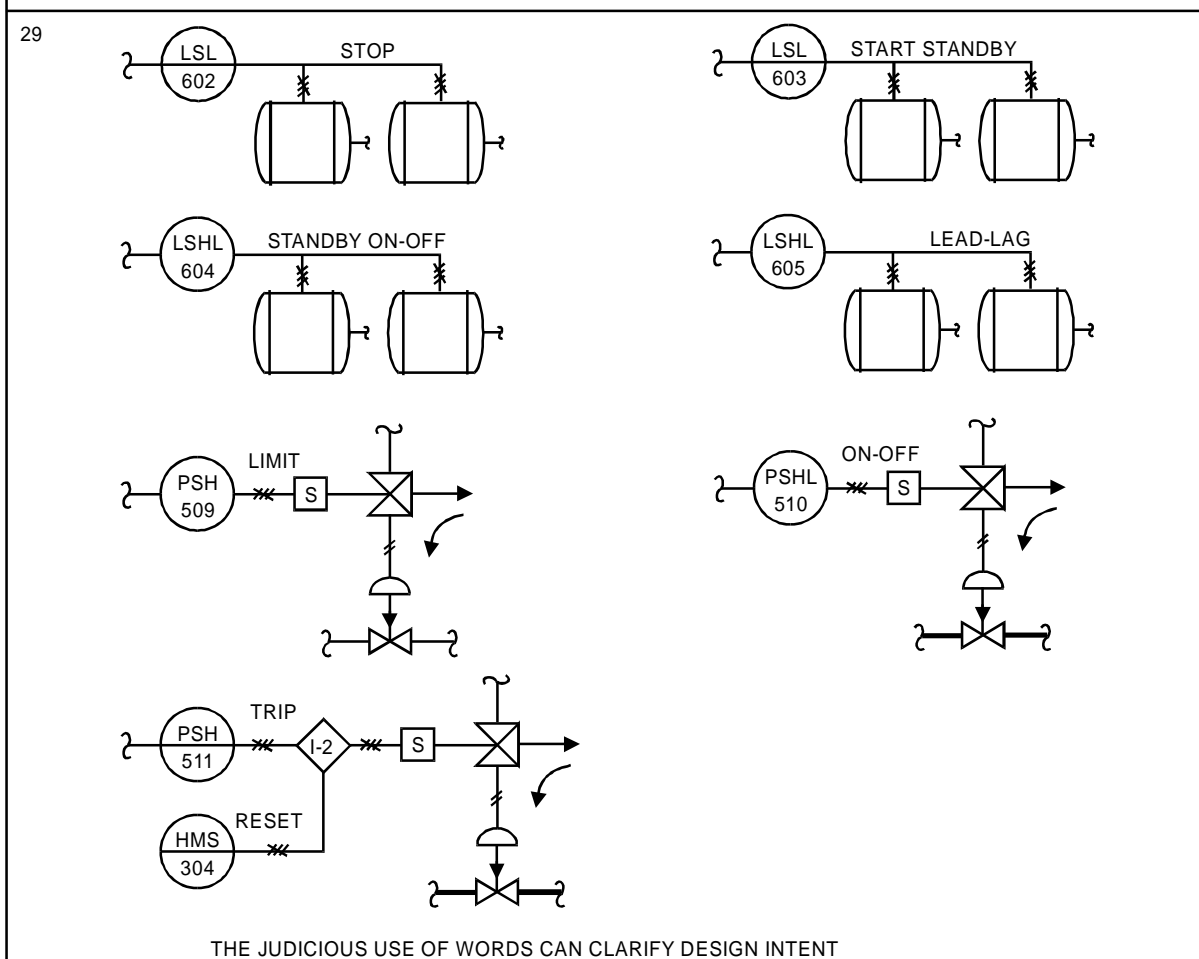 29
LSL
602
STOP
LSL
603
START STANDBY
LSHL
604
STANDBY ON-OFF
LSHL
605
LEAD-LAG
PSH
509
LIMIT
S
PSHL
510
ON-OFF
S
PSH
511
TRIP
I-2
S
HMS
304
RESET
THE JUDICIOUS USE OF WORDS CAN CLARIFY DESIGN INTENT